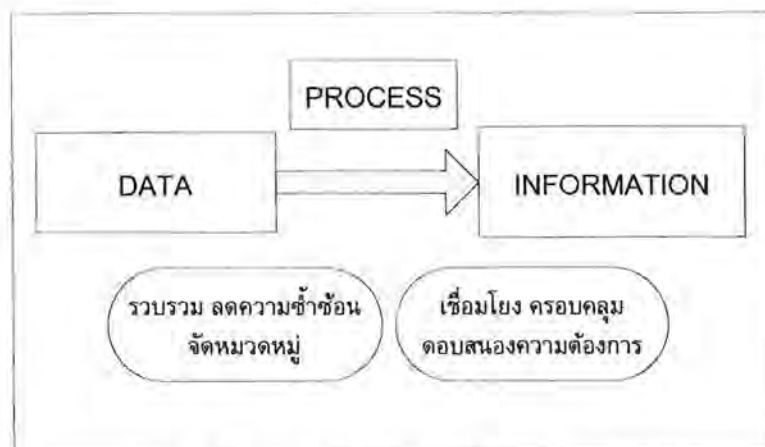 PROCESS
DATA
INFORMATION
รวบรวม ลดความซ้ำซ้อน
จัดหมวดหมู่
เชื่อมโยง ครอบคลุม
ตอบสนองความต้องการ